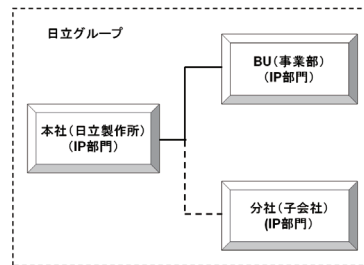 日立グループ
BU（事業部）
（IP部門）
本社（日立製作所）
（IP部門）
分社（子会社）
(IP部門）